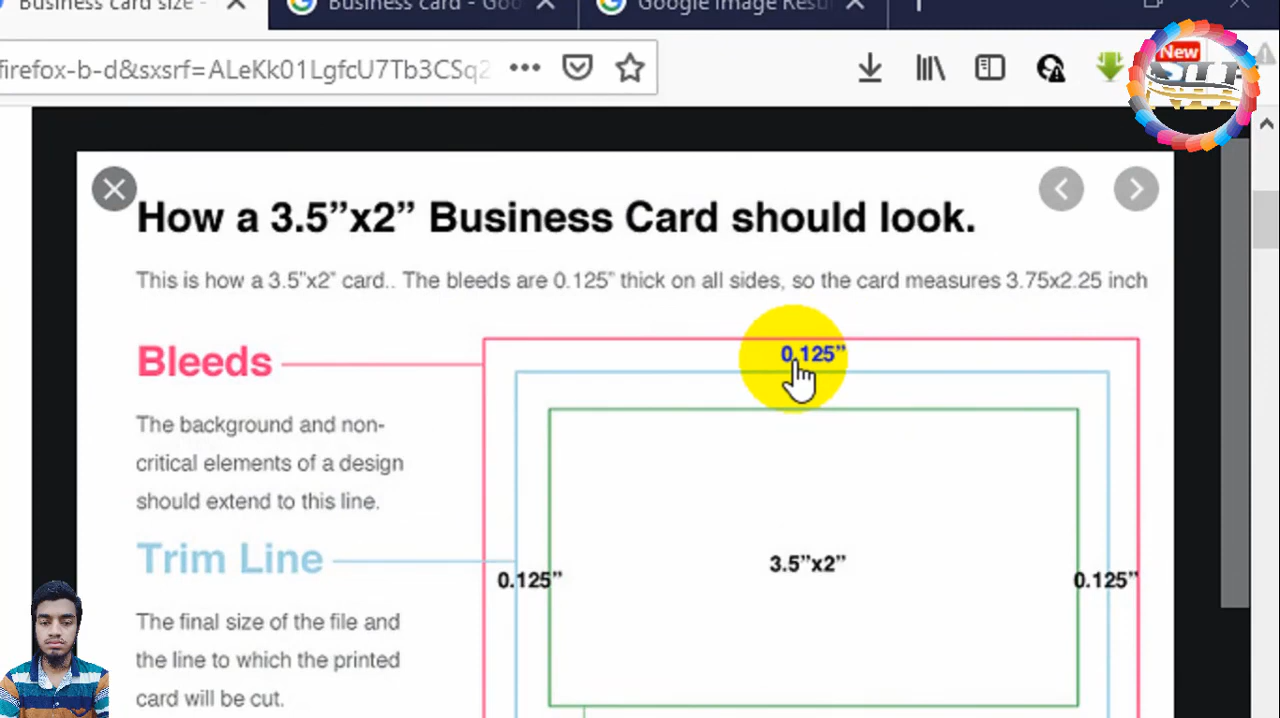 Business card size -
Business card - Goo
Google Image Resu
firefox-b-d&sxsrf=ALeKk01LgfcU7Tb3CSq2
New
How a 3.5”x2” Business Card should look.
This is how a 3.5”x2” card.. The bleeds are 0.125” thick on all sides, so the card measures 3.75x2.25 inch
Bleeds
0.125”
The background and non-
critical elements of a design
should extend to this line.
Trim Line
3.5”x2”
0.125”
0.125”
The final size of the file and
the line to which the printed
card will be cut.